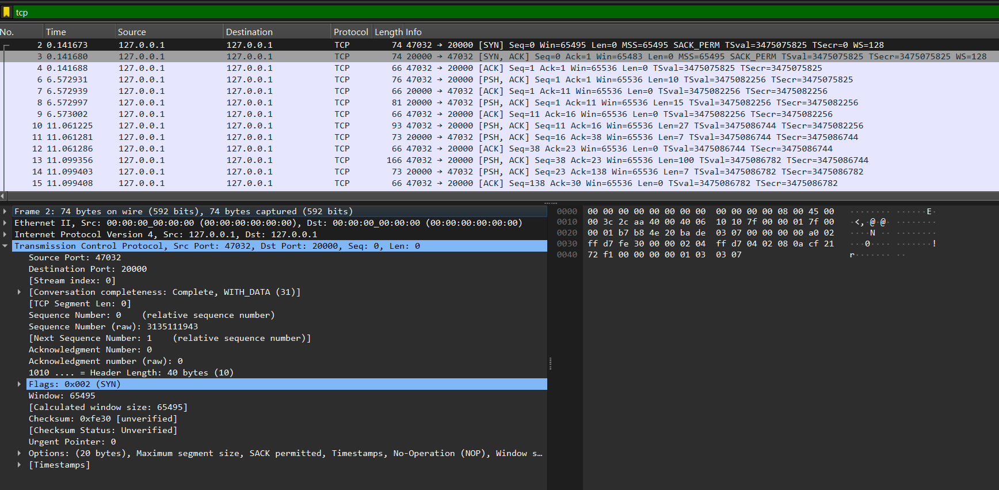 tcp
No. Time Source Destination Protocol Length Info
2 0.141673 127.0.0.1 127.0.0.1 TCP 74 47032 → 20000 [SYN] Seq=0 Win=65495 Len=0 MSS=65495 SACK_PERM TSval=3475075825 TSecr=0 WS=128
3 0.141680 127.0.0.1 127.0.0.1 TCP 74 20000 → 47032 [SYN, ACK] Seq=0 Ack=1 Win=65483 Len=0 MSS=65495 SACK_PERM TSval=3475075825 TSecr=3475075825 WS=128
4 0.141688 127.0.0.1 127.0.0.1 TCP 66 47032 → 20000 [ACK] Seq=1 Ack=1 Win=65536 Len=0 TSval=3475075825 TSecr=3475075825
6 6.572931 127.0.0.1 127.0.0.1 TCP 76 47032 → 20000 [PSH, ACK] Seq=1 Ack=1 Win=65536 Len=10 TSval=3475082256 TSecr=3475075825
7 6.572939 127.0.0.1 127.0.0.1 TCP 66 20000 → 47032 [ACK] Seq=1 Ack=11 Win=65536 Len=0 TSval=3475082256 TSecr=3475082256
8 6.572997 127.0.0.1 127.0.0.1 TCP 81 20000 → 47032 [PSH, ACK] Seq=1 Ack=11 Win=65536 Len=15 TSval=3475082256 TSecr=3475082256
9 6.573002 127.0.0.1 127.0.0.1 TCP 66 47032 → 20000 [ACK] Seq=11 Ack=16 Win=65536 Len=0 TSval=3475082256 TSecr=3475082256
10 11.061225 127.0.0.1 127.0.0.1 TCP 93 47032 → 20000 [PSH, ACK] Seq=11 Ack=16 Win=65536 Len=27 TSval=3475086744 TSecr=3475082256
11 11.061281 127.0.0.1 127.0.0.1 TCP 73 20000 → 47032 [PSH, ACK] Seq=16 Ack=38 Win=65536 Len=7 TSval=3475086744 TSecr=3475086744
12 11.061286 127.0.0.1 127.0.0.1 TCP 66 47032 → 20000 [ACK] Seq=38 Ack=23 Win=65536 Len=0 TSval=3475086744 TSecr=3475086744
13 11.099356 127.0.0.1 127.0.0.1 TCP 166 47032 → 20000 [PSH, ACK] Seq=38 Ack=23 Win=65536 Len=100 TSval=3475086782 TSecr=3475086744
14 11.099403 127.0.0.1 127.0.0.1 TCP 73 20000 → 47032 [PSH, ACK] Seq=23 Ack=138 Win=65536 Len=7 TSval=3475086782 TSecr=3475086782
15 11.099408 127.0.0.1 127.0.0.1 TCP 66 47032 → 20000 [ACK] Seq=138 Ack=30 Win=65536 Len=0 TSval=3475086782 TSecr=3475086782
Frame 2: 74 bytes on wire (592 bits), 74 bytes captured (592 bits)
Ethernet II, Src: 00:00:00_00:00:00 (00:00:00:00:00:00), Dst: 00:00:00_00:00:00 (00:00:00:00:00:00)
Internet Protocol Version 4, Src: 127.0.0.1, Dst: 127.0.0.1
Transmission Control Protocol, Src Port: 47032, Dst Port: 20000, Seq: 0, Len: 0
Source Port: 47032
Destination Port: 20000
[Stream index: 0]
[Conversation completeness: Complete, WITH_DATA (31)]
[TCP Segment Len: 0]
Sequence Number: 0 (relative sequence number)
Sequence Number (raw): 3135111943
[Next Sequence Number: 1 (relative sequence number)]
Acknowledgment Number: 0
Acknowledgment number (raw): 0
1010 .... = Header Length: 40 bytes (10)
Flags: 0x002 (SYN)
Window: 65495
[Calculated window size: 65495]
Checksum: 0xfe30 [unverified]
[Checksum Status: Unverified]
Urgent Pointer: 0
Options: (20 bytes), Maximum segment size, SACK permitted, Timestamps, No-Operation (NOP), Window s…
[Timestamps]
0000 00 00 00 00 00 00 00 00 00 00 00 00 08 00 45 00 ········ ······E·
0010 00 3c 2c aa 40 00 40 06 10 10 7f 00 00 01 7f 00 ·<,·@·@· ········
0020 00 01 b7 b8 4e 20 ba de 03 07 00 00 00 00 a0 02 ····N ·· ········
0030 ff d7 fe 30 00 00 02 04 ff d7 04 02 08 0a cf 21 ···0···· ·······!
0040 72 f1 00 00 00 00 01 03 03 07 r······· ··